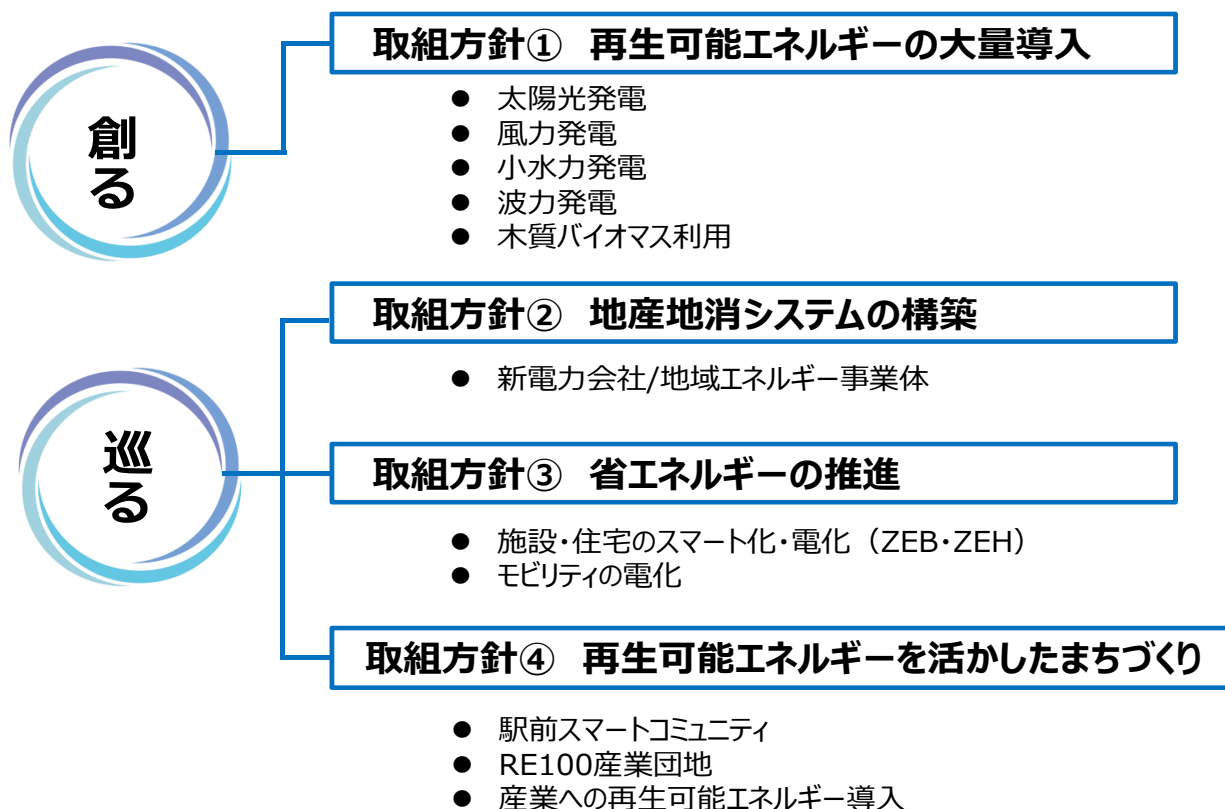 創る
取組方針① 再生可能エネルギーの大量導入
● 太陽光発電
● 風力発電
● 小水力発電
● 波力発電
● 木質バイオマス利用
巡る
取組方針② 地産地消システムの構築
● 新電力会社/地域エネルギー事業体
取組方針③ 省エネルギーの推進
● 施設・住宅のスマート化・電化（ZEB・ZEH）
● モビリティの電化
取組方針④ 再生可能エネルギーを活かしたまちづくり
● 駅前スマートコミュニティ
● RE100産業団地
● 産業への再生可能エネルギー導入